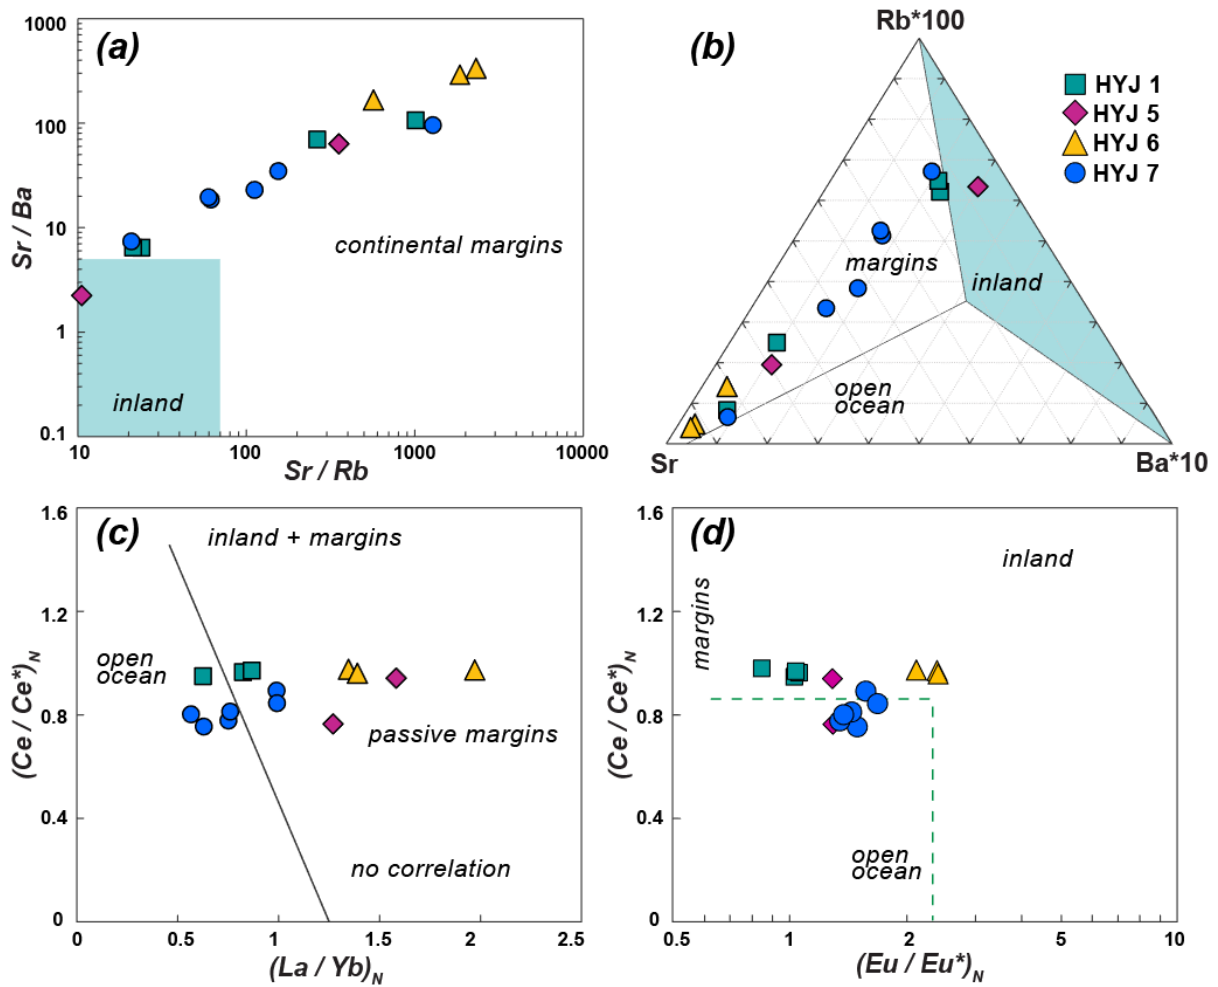 (a)
1000
100
10
1
0.1
Sr / Ba
continental margins
inland
10
100
1000
10000
Sr / Rb
(b)
Rb*100
HYJ 1
HYJ 5
HYJ 6
HYJ 7
margins
inland
open
ocean
Sr
Ba*10
(c)
1.6
1.2
0.8
0.4
0
(Ce / Ce*)N
inland + margins
open
ocean
passive margins
no correlation
0
0.5
1
1.5
2
2.5
(La / Yb)N
(d)
1.6
1.2
0.8
0.4
0
(Ce / Ce*)N
margins
inland
open
ocean
0.5
1
2
5
10
(Eu / Eu*)N